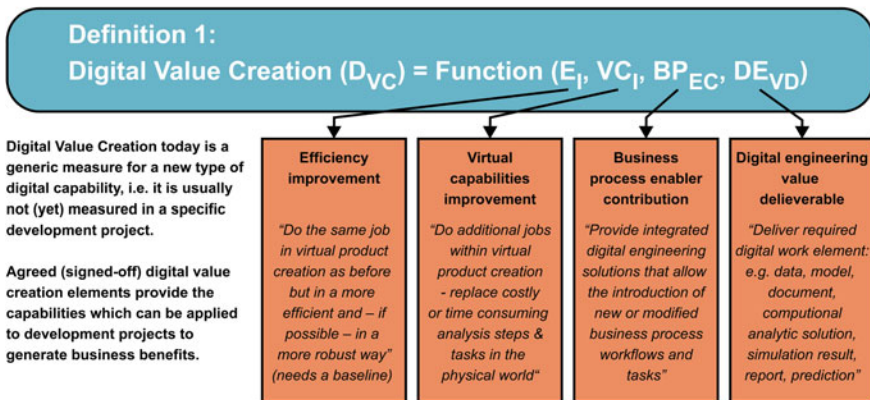 Definition 1:
Digital Value Creation (DVC) = Function (EI, VCI, BPEC, DEVD)
Digital Value Creation today is a
generic measure for a new type of
digital capability, i.e. it is usually
not (yet) measured in a specific
development project.
Agreed (signed-off) digital value
creation elements provide the
capabilities which can be applied
to development projects to
generate business benefits.
Efficiency
improvement
“Do the same job
in virtual product
creation as before
but in a more
efficient and – if
possible – in a
more robust way”
(needs a baseline)
Virtual
capabilities
improvement
“Do additional jobs
within virtual
product creation
- replace costly
or time consuming
analysis steps &
tasks in the
physical world“
Business
process enabler
contribution
“Provide integrated
digital engineering
solutions that allow
the introduction of
new or modified
business process
workflows and
tasks”
Digital engineering
value
delieverable
“Deliver required
digital work element:
e.g. data, model,
document,
computional
analytic solution,
simulation result,
report, prediction”